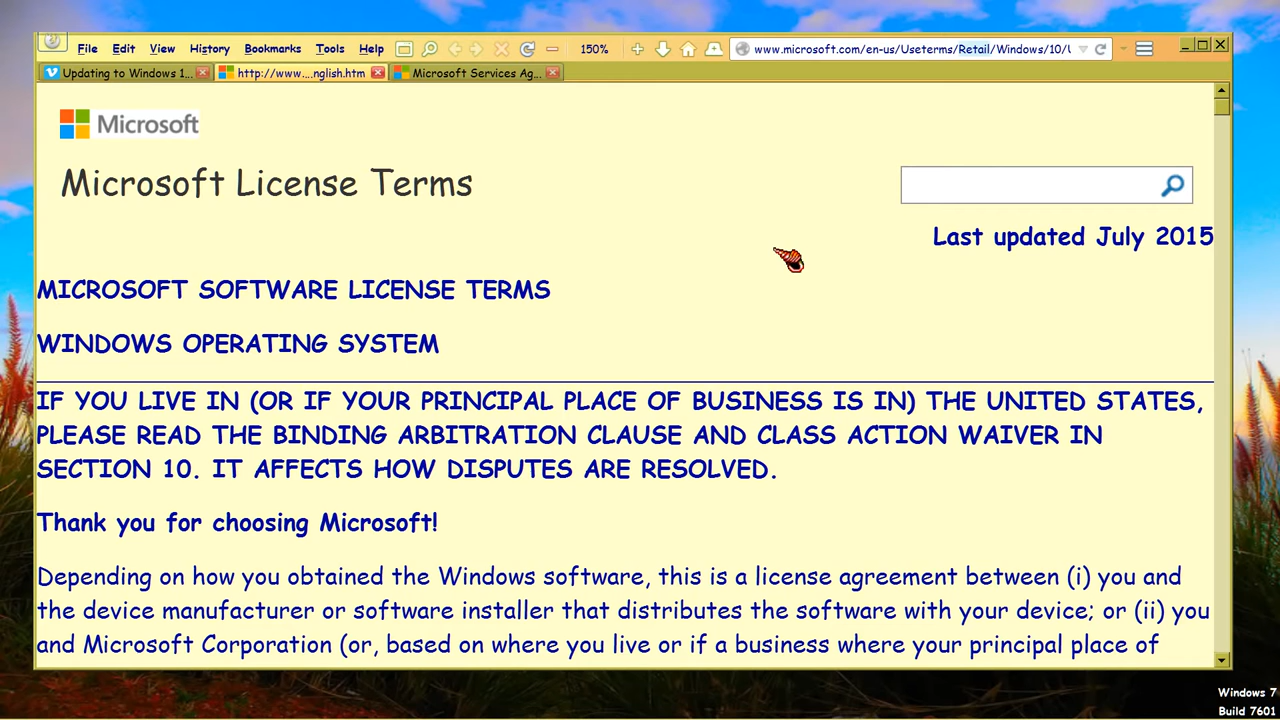 File Edit View History Bookmarks Tools Help 150% www.microsoft.com/en-us/Useterms/Retail/Windows/10/U
Updating to Windows 1... http://www....nglish.htm Microsoft Services Ag...
Microsoft
Microsoft License Terms
Last updated July 2015
MICROSOFT SOFTWARE LICENSE TERMS
WINDOWS OPERATING SYSTEM
IF YOU LIVE IN (OR IF YOUR PRINCIPAL PLACE OF BUSINESS IS IN) THE UNITED STATES,
PLEASE READ THE BINDING ARBITRATION CLAUSE AND CLASS ACTION WAIVER IN
SECTION 10. IT AFFECTS HOW DISPUTES ARE RESOLVED.
Thank you for choosing Microsoft!
Depending on how you obtained the Windows software, this is a license agreement between (i) you and
the device manufacturer or software installer that distributes the software with your device; or (ii) you
and Microsoft Corporation (or, based on where you live or if a business where your principal place of
Windows 7
Build 7601